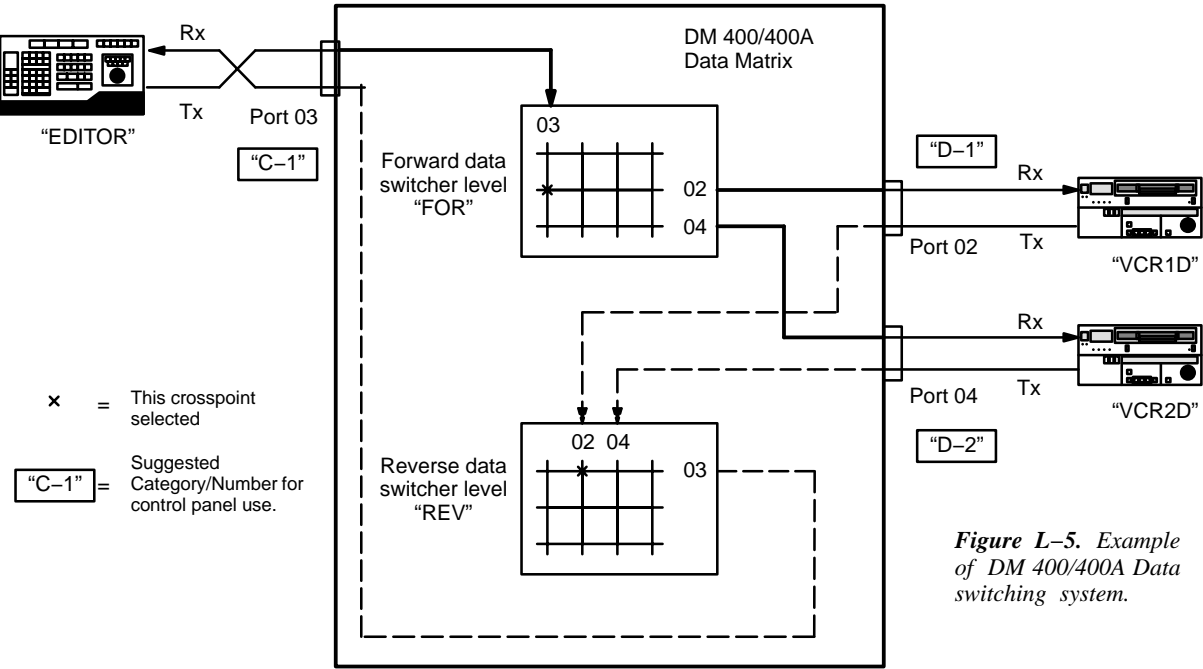 Rx
Tx
“EDITOR”
Port 03
“C−1”
DM 400/400A
Data Matrix
03
Forward data
switcher level
“FOR”
02
04
“D−1”
Rx
Port 02
Tx
“VCR1D”
Rx
Port 04
Tx
“VCR2D”
“D−2”
× = This crosspoint
selected
“C−1” = Suggested
Category/Number for
control panel use.
02 04
Reverse data
switcher level
“REV”
03
Figure L−5. Example
of DM 400/400A Data
switching system.